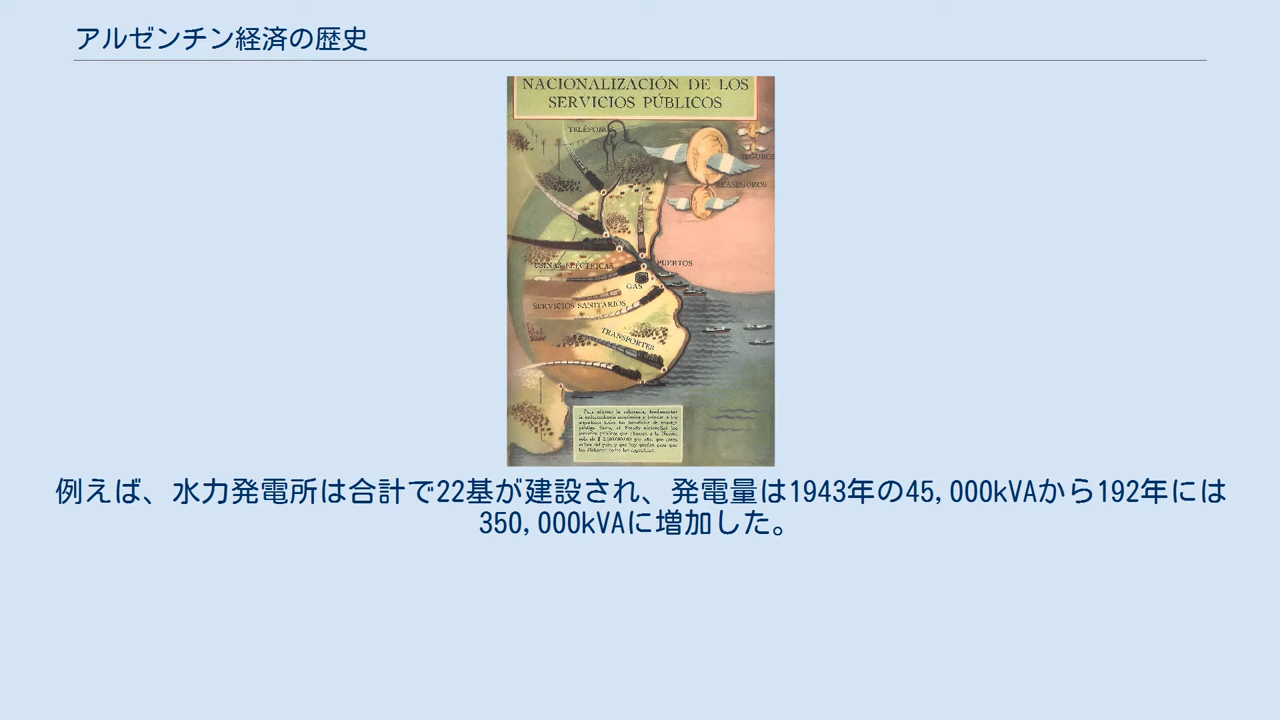 アルゼンチン経済の歴史
NACIONALIZACIÓN DE LOS
SERVICIOS PÚBLICOS
TELÉFONOS
SEGUROS
REASEGUROS
USINAS ELÉCTRICAS
PUERTOS
GAS
SERVICIOS SANITARIOS
TRANSPORTES
例えば、水力発電所は合計で22基が建設され、発電量は1943年の45,000kVAから192年には
350,000kVAに増加した。